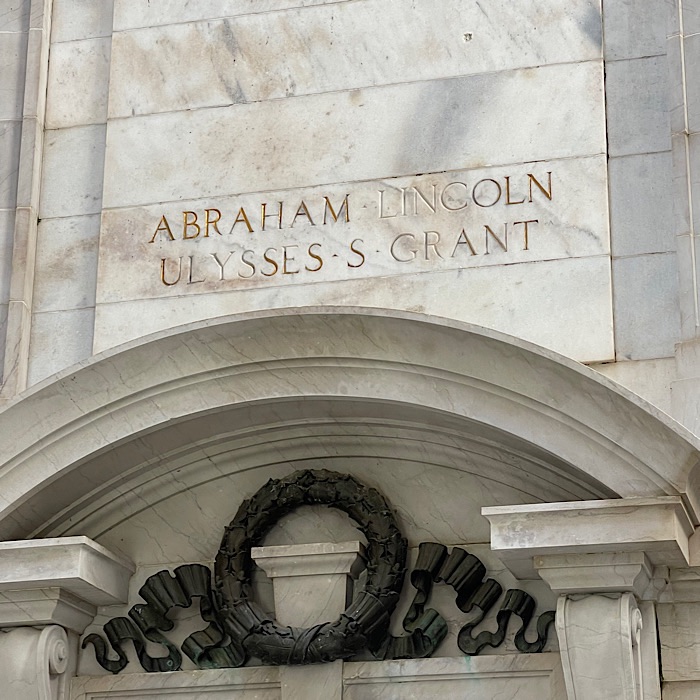 ABRAHAM LINCOLN
ULYSSES · S · GRANT